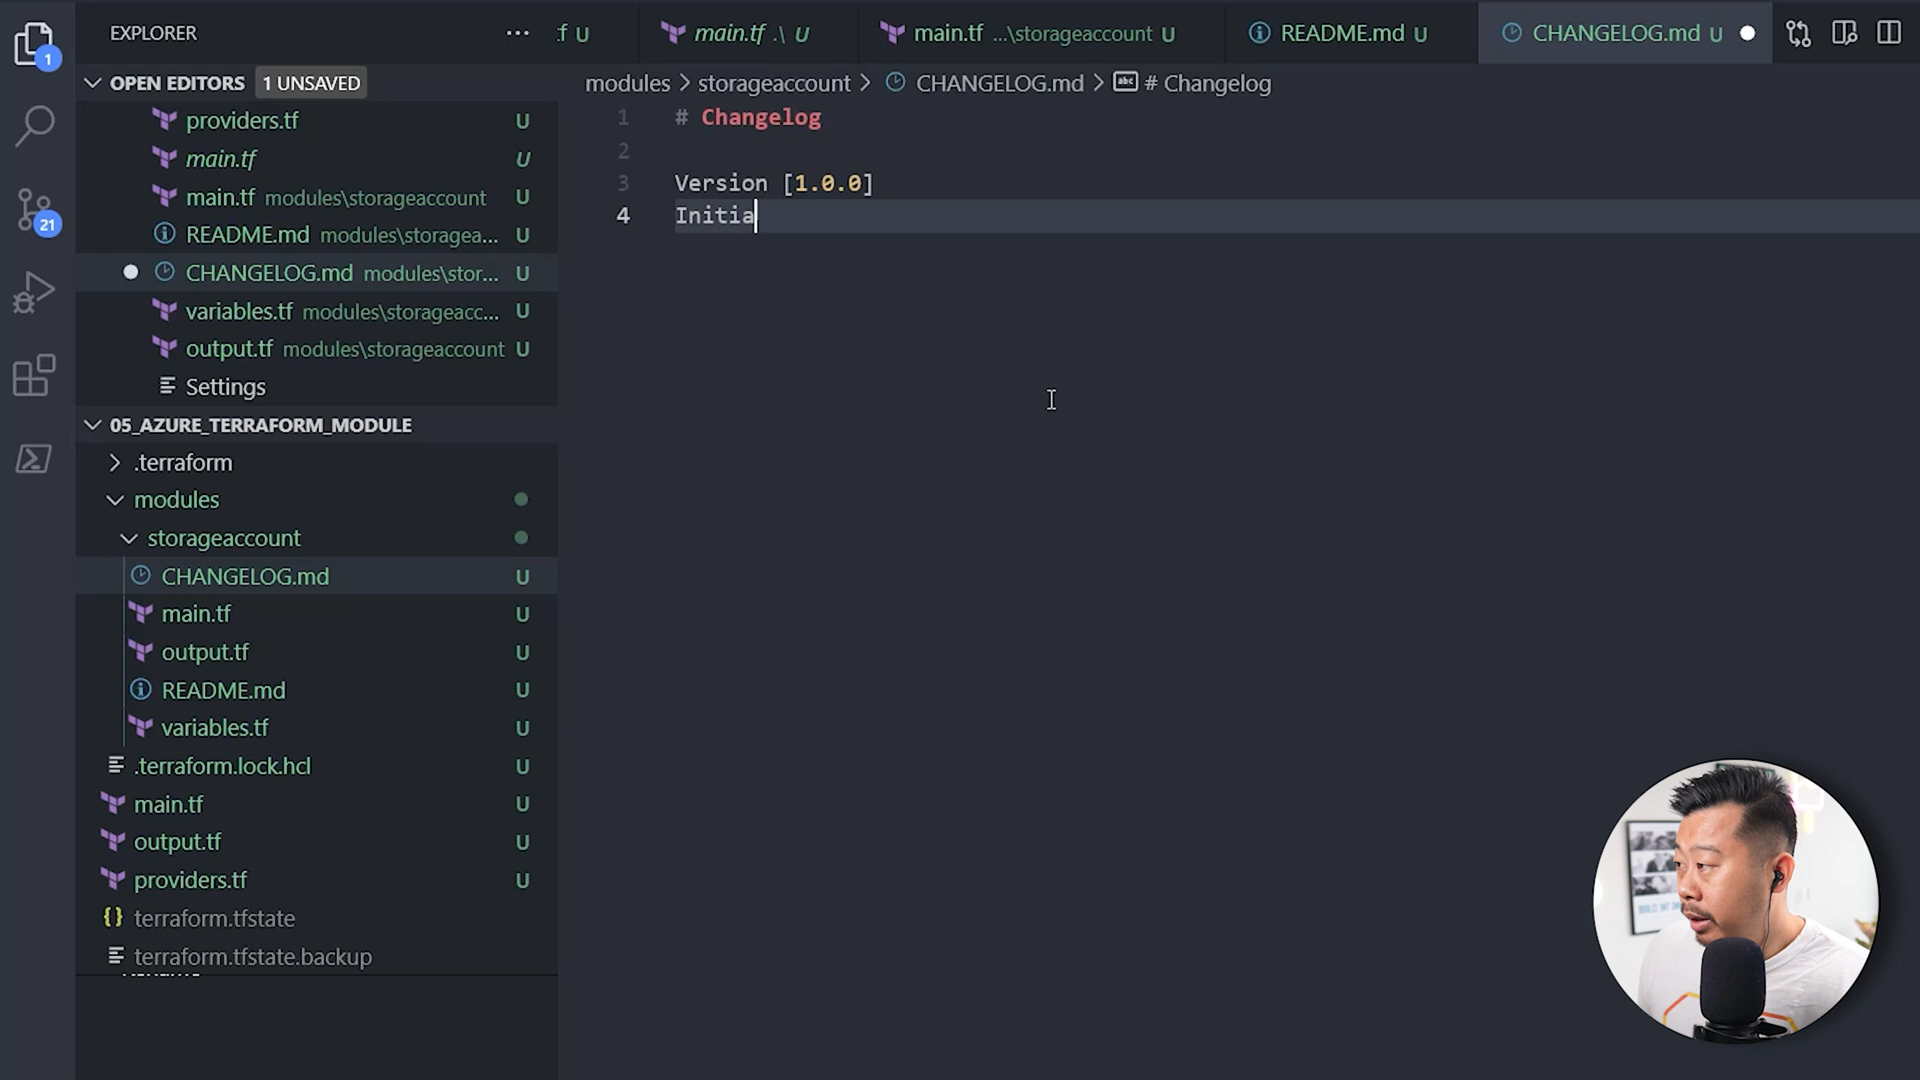 EXPLORER
1
OPEN EDITORS 1 UNSAVED
providers.tf U
main.tf U
main.tf modules\storageaccount U
README.md modules\storagea... U
CHANGELOG.md modules\stor... U
variables.tf modules\storageacc... U
output.tf modules\storageaccount U
Settings
21
05_AZURE_TERRAFORM_MODULE
.terraform
modules
storageaccount
CHANGELOG.md U
main.tf U
output.tf U
README.md U
variables.tf U
.terraform.lock.hcl U
main.tf U
output.tf U
providers.tf U
terraform.tfstate
terraform.tfstate.backup
.f U
main.tf .\ U
main.tf ...\storageaccount U
README.md U
CHANGELOG.md U
modules > storageaccount > CHANGELOG.md > abc # Changelog
1 # Changelog
2
3 Version [1.0.0]
4 Initia